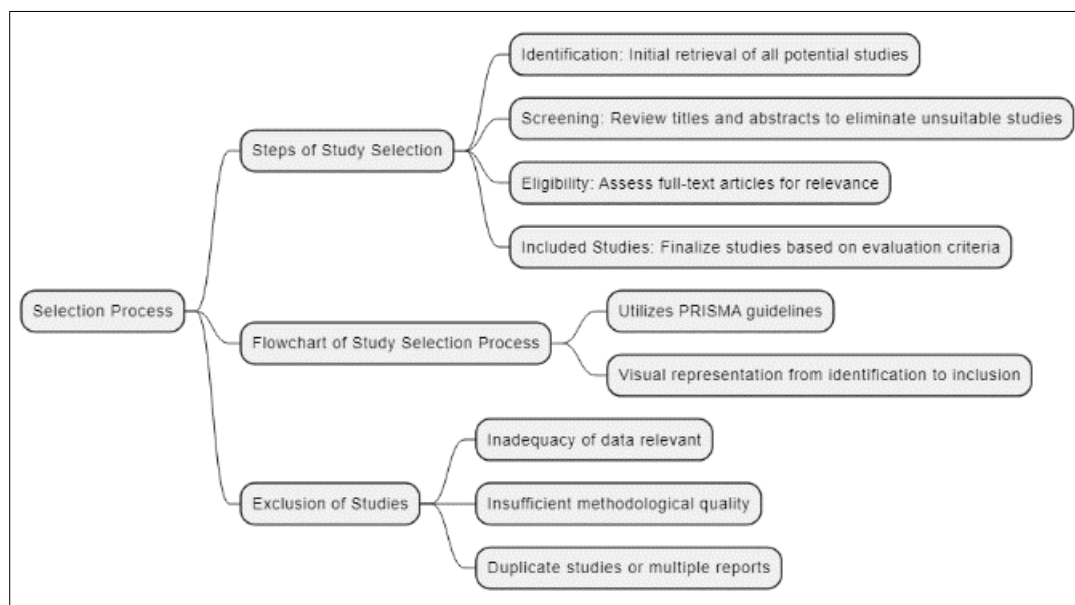 Selection Process
Steps of Study Selection
Identification: Initial retrieval of all potential studies
Screening: Review titles and abstracts to eliminate unsuitable studies
Eligibility: Assess full-text articles for relevance
Included Studies: Finalize studies based on evaluation criteria
Flowchart of Study Selection Process
Utilizes PRISMA guidelines
Visual representation from identification to inclusion
Exclusion of Studies
Inadequacy of data relevant
Insufficient methodological quality
Duplicate studies or multiple reports